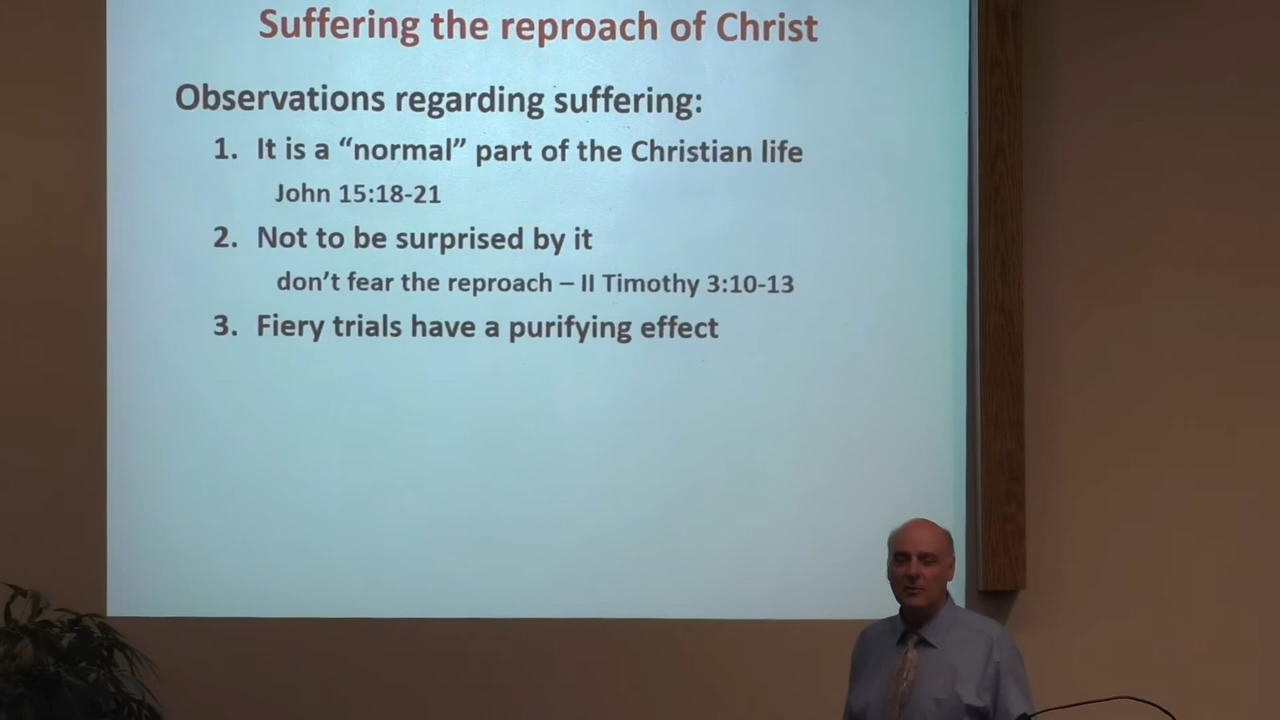 Suffering the reproach of Christ
Observations regarding suffering:
1. It is a “normal” part of the Christian life
John 15:18-21
2. Not to be surprised by it
don’t fear the reproach – II Timothy 3:10-13
3. Fiery trials have a purifying effect